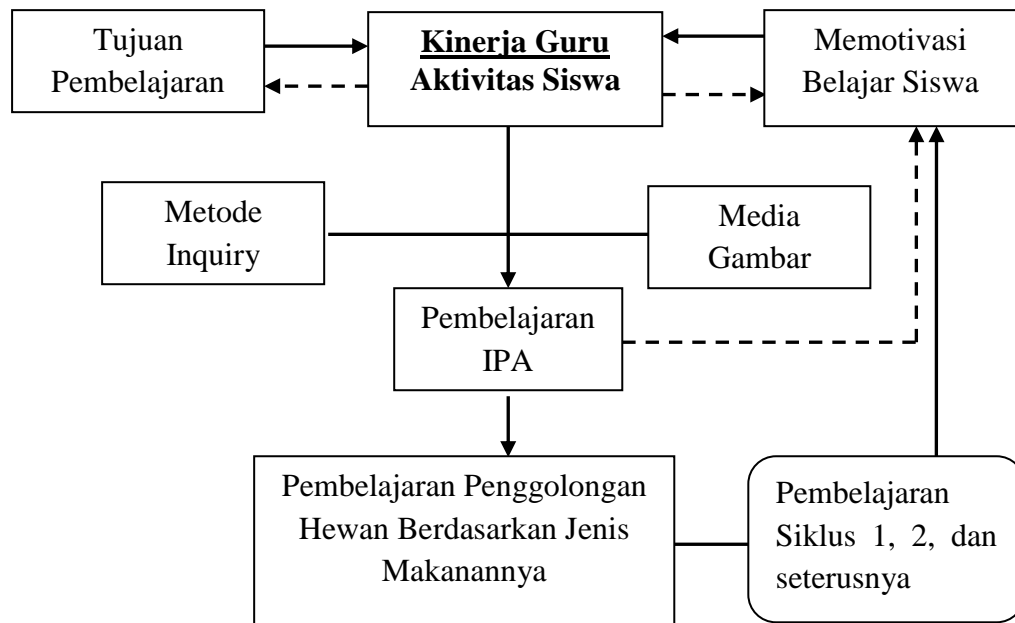 Tujuan
Pembelajaran
Kinerja Guru
Aktivitas Siswa
Memotivasi
Belajar Siswa
Metode
Inquiry
Media
Gambar
Pembelajaran
IPA
Pembelajaran Penggolongan
Hewan Berdasarkan Jenis
Makanannya
Pembelajaran
Siklus 1, 2, dan
seterusnya